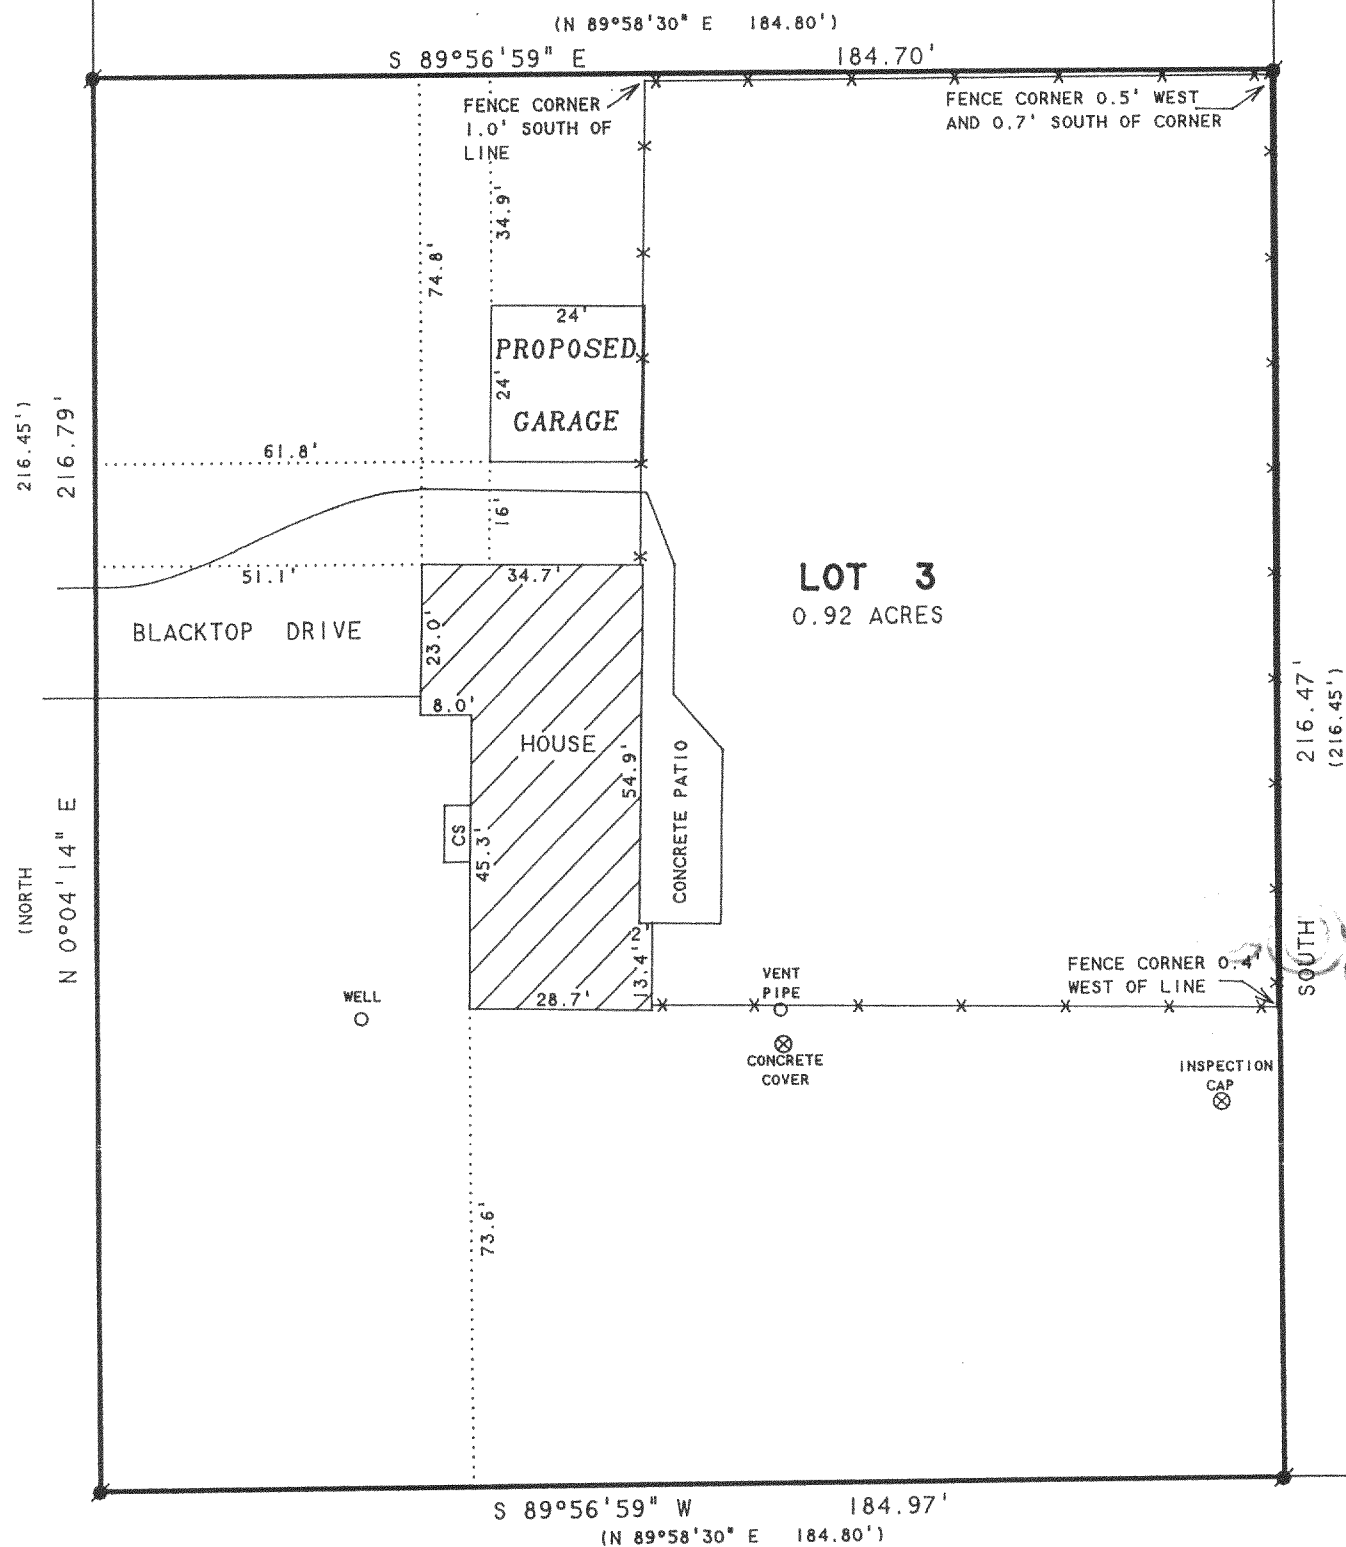 (N 89°58'30" E 184.80')
S 89°56'59" E 184.70'
FENCE CORNER
1.0' SOUTH OF
LINE
FENCE CORNER 0.5' WEST
AND 0.7' SOUTH OF CORNER
34.9'
74.8'
24'
PROPOSED
24'
GARAGE
216.45')
216.79'
61.8'
16'
51.1'
34.7'
LOT 3
0.92 ACRES
BLACKTOP DRIVE
23.0'
8.0'
HOUSE
54.9'
CONCRETE PATIO
216.47'
(216.45')
CS
45.3'
(NORTH
N 0°04'14" E
2'
13.4'
28.7'
WELL
VENT
PIPE
FENCE CORNER 0.4'
WEST OF LINE
SOUTH
CONCRETE
COVER
INSPECTION
CAP
73.6'
S 89°56'59" W 184.97'
(N 89°58'30" E 184.80')